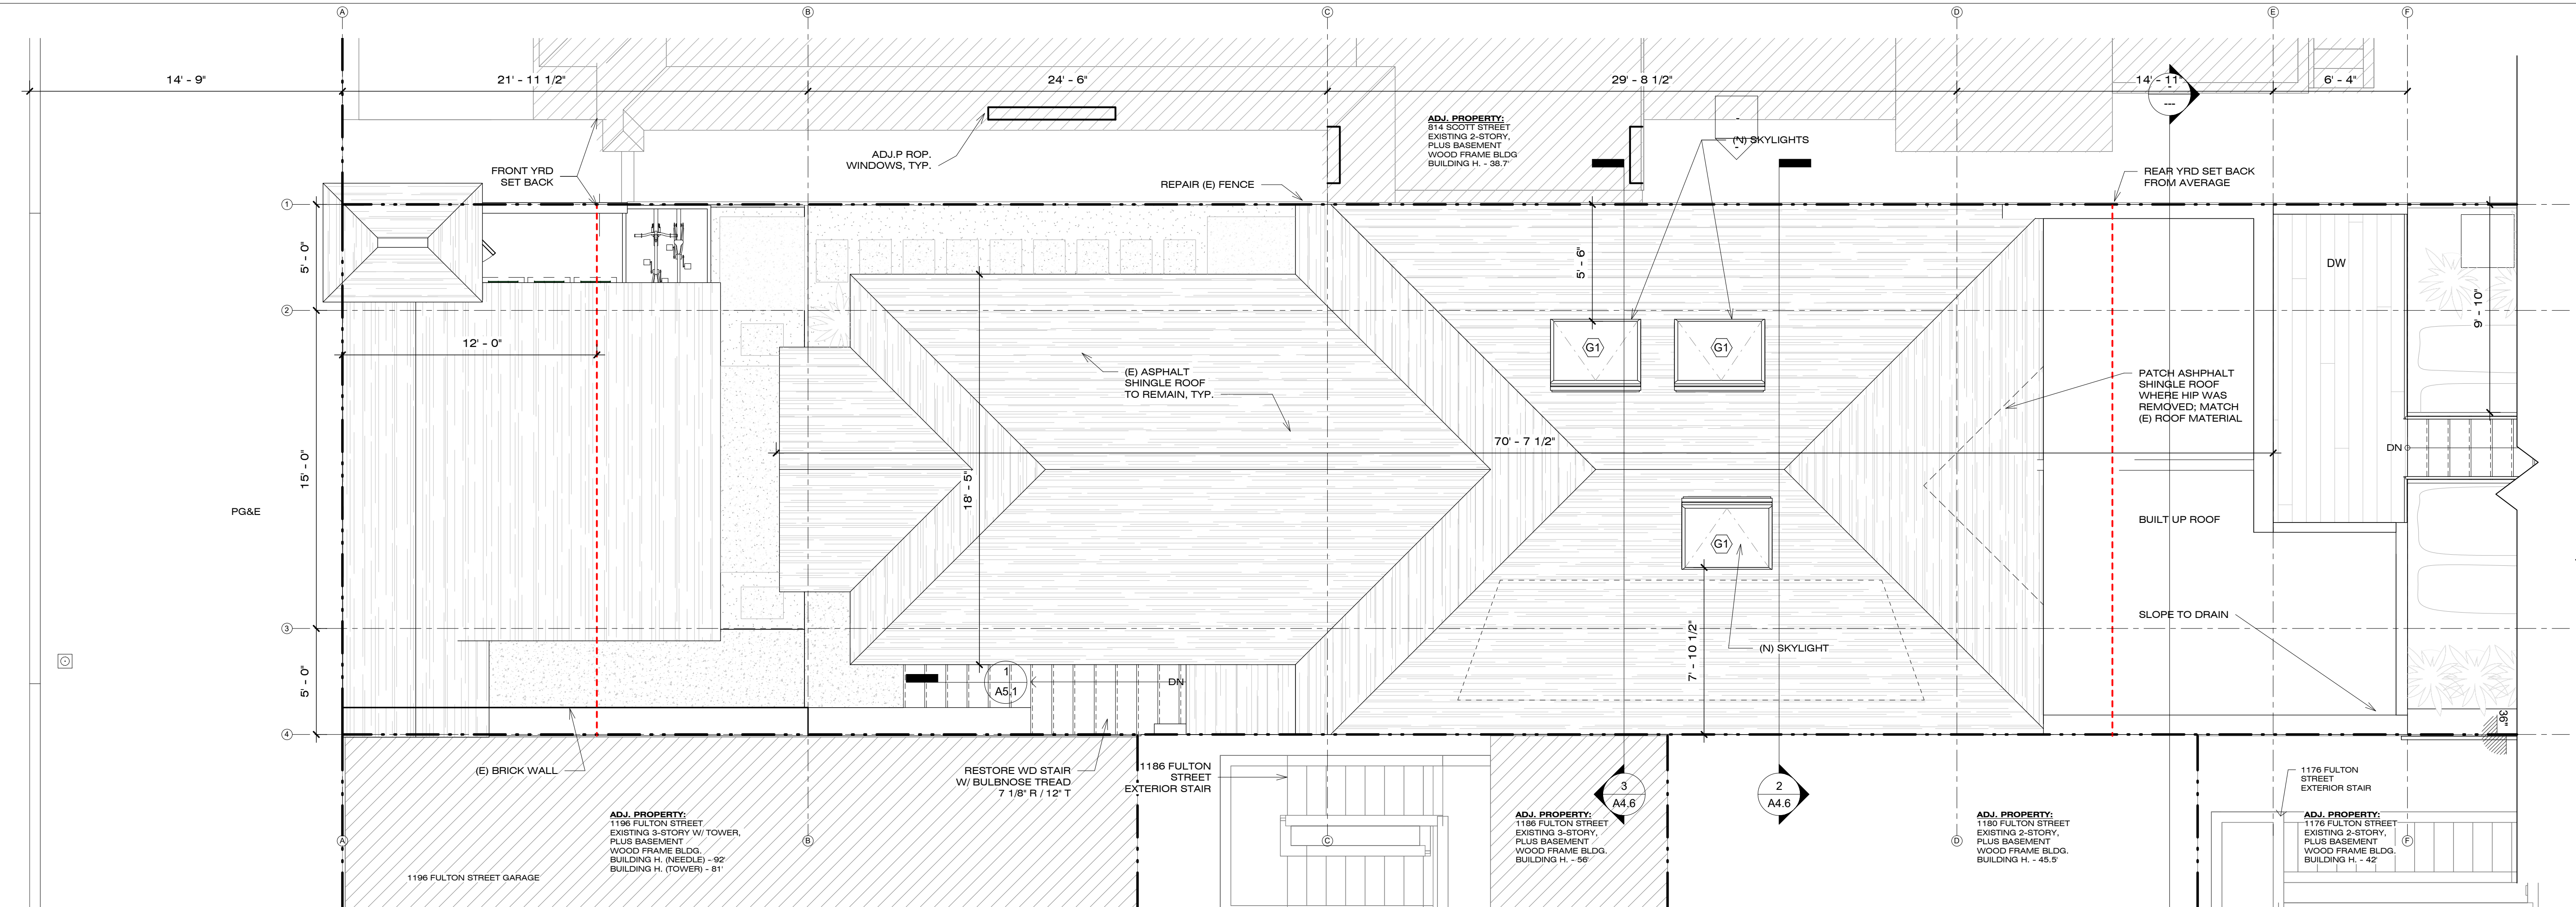 A
B
C
D
E
F
14' - 9"
21' - 11 1/2"
24' - 6"
29' - 8 1/2"
14' - 11"
6' - 4"
---
ADJ. PROPERTY:
814 SCOTT STREET
EXISTING 2-STORY,
PLUS BASEMENT
WOOD FRAME BLDG
BUILDING H. - 38.7'
(N) SKYLIGHTS
ADJ.P ROP.
WINDOWS, TYP.
FRONT YRD
SET BACK
REPAIR (E) FENCE
REAR YRD SET BACK
FROM AVERAGE
1
5' - 0"
5' - 6"
DW
9' - 10"
2
12' - 0"
G1
G1
(E) ASPHALT
SHINGLE ROOF
TO REMAIN, TYP.
PATCH ASHPHALT
SHINGLE ROOF
WHERE HIP WAS
REMOVED; MATCH
(E) ROOF MATERIAL
70' - 7 1/2"
DN
15' - 0"
18' - 5"
PG&E
G1
BUILT UP ROOF
3
SLOPE TO DRAIN
7' - 10 1/2"
(N) SKYLIGHT
5' - 0"
1
A5.1
DN
36"
4
(E) BRICK WALL
RESTORE WD STAIR
W/ BULBNOSE TREAD
7 1/8" R / 12" T
1186 FULTON
STREET
EXTERIOR STAIR
3
A4.6
2
A4.6
1176 FULTON
STREET
EXTERIOR STAIR
ADJ. PROPERTY:
1196 FULTON STREET
EXISTING 3-STORY W/ TOWER,
PLUS BASEMENT
WOOD FRAME BLDG.
BUILDING H. (NEEDLE) - 92'
BUILDING H. (TOWER) - 81'
1196 FULTON STREET GARAGE
ADJ. PROPERTY:
1186 FULTON STREET
EXISTING 3-STORY,
PLUS BASEMENT
WOOD FRAME BLDG.
BUILDING H. - 56'
ADJ. PROPERTY:
1180 FULTON STREET
EXISTING 2-STORY,
PLUS BASEMENT
WOOD FRAME BLDG.
BUILDING H. - 45.5'
ADJ. PROPERTY:
1176 FULTON STREET
EXISTING 2-STORY,
PLUS BASEMENT
WOOD FRAME BLDG.
BUILDING H. - 42'
A
B
C
D
F